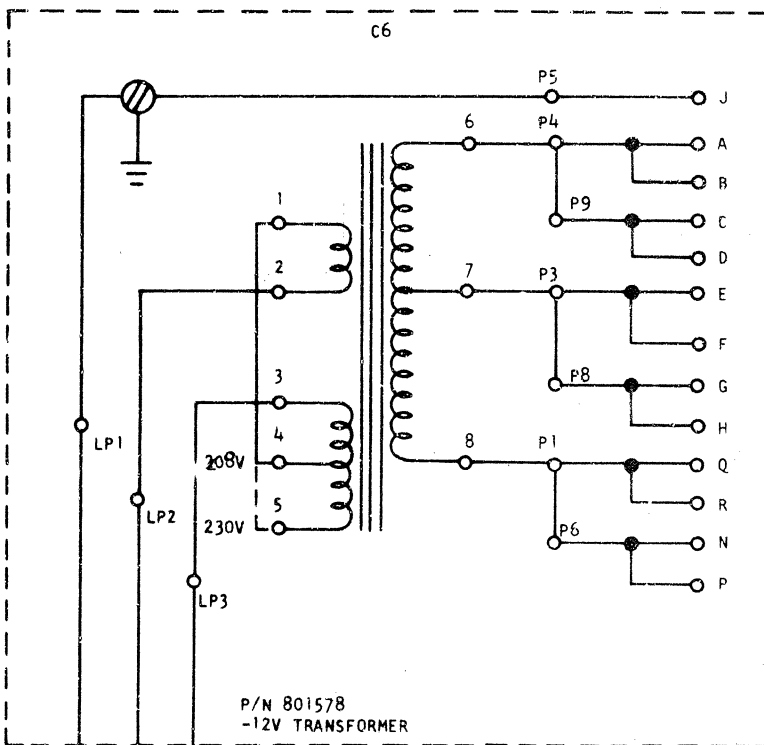 C6
P5
J
6
P4
A
B
1
P9
C
D
2
7
P3
E
F
3
P8
G
H
LP1
4
208V
8
P1
Q
R
LP2
5
230V
P6
N
P
LP3
P/N 801578
-12V TRANSFORMER